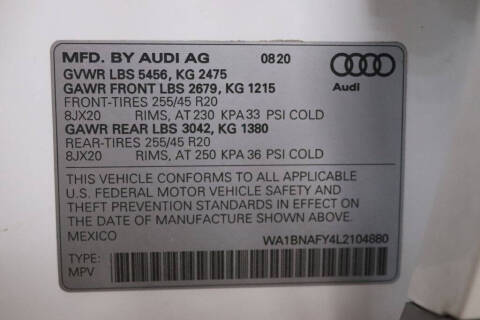 MFD. BY AUDI AG 0820
GVWR LBS 5456, KG 2475
GAWR FRONT LBS 2679, KG 1215
FRONT-TIRES 255/45 R20
8JX20 RIMS, AT 230 KPA 33 PSI COLD
GAWR REAR LBS 3042, KG 1380
REAR-TIRES 255/45 R20
8JX20 RIMS, AT 250 KPA 36 PSI COLD
Audi
THIS VEHICLE CONFORMS TO ALL APPLICABLE
U.S. FEDERAL MOTOR VEHICLE SAFETY AND
THEFT PREVENTION STANDARDS IN EFFECT ON
THE DATE OF MANUFACTURE SHOWN ABOVE.
MEXICO WA1BNAFY4L2104880
TYPE:
MPV